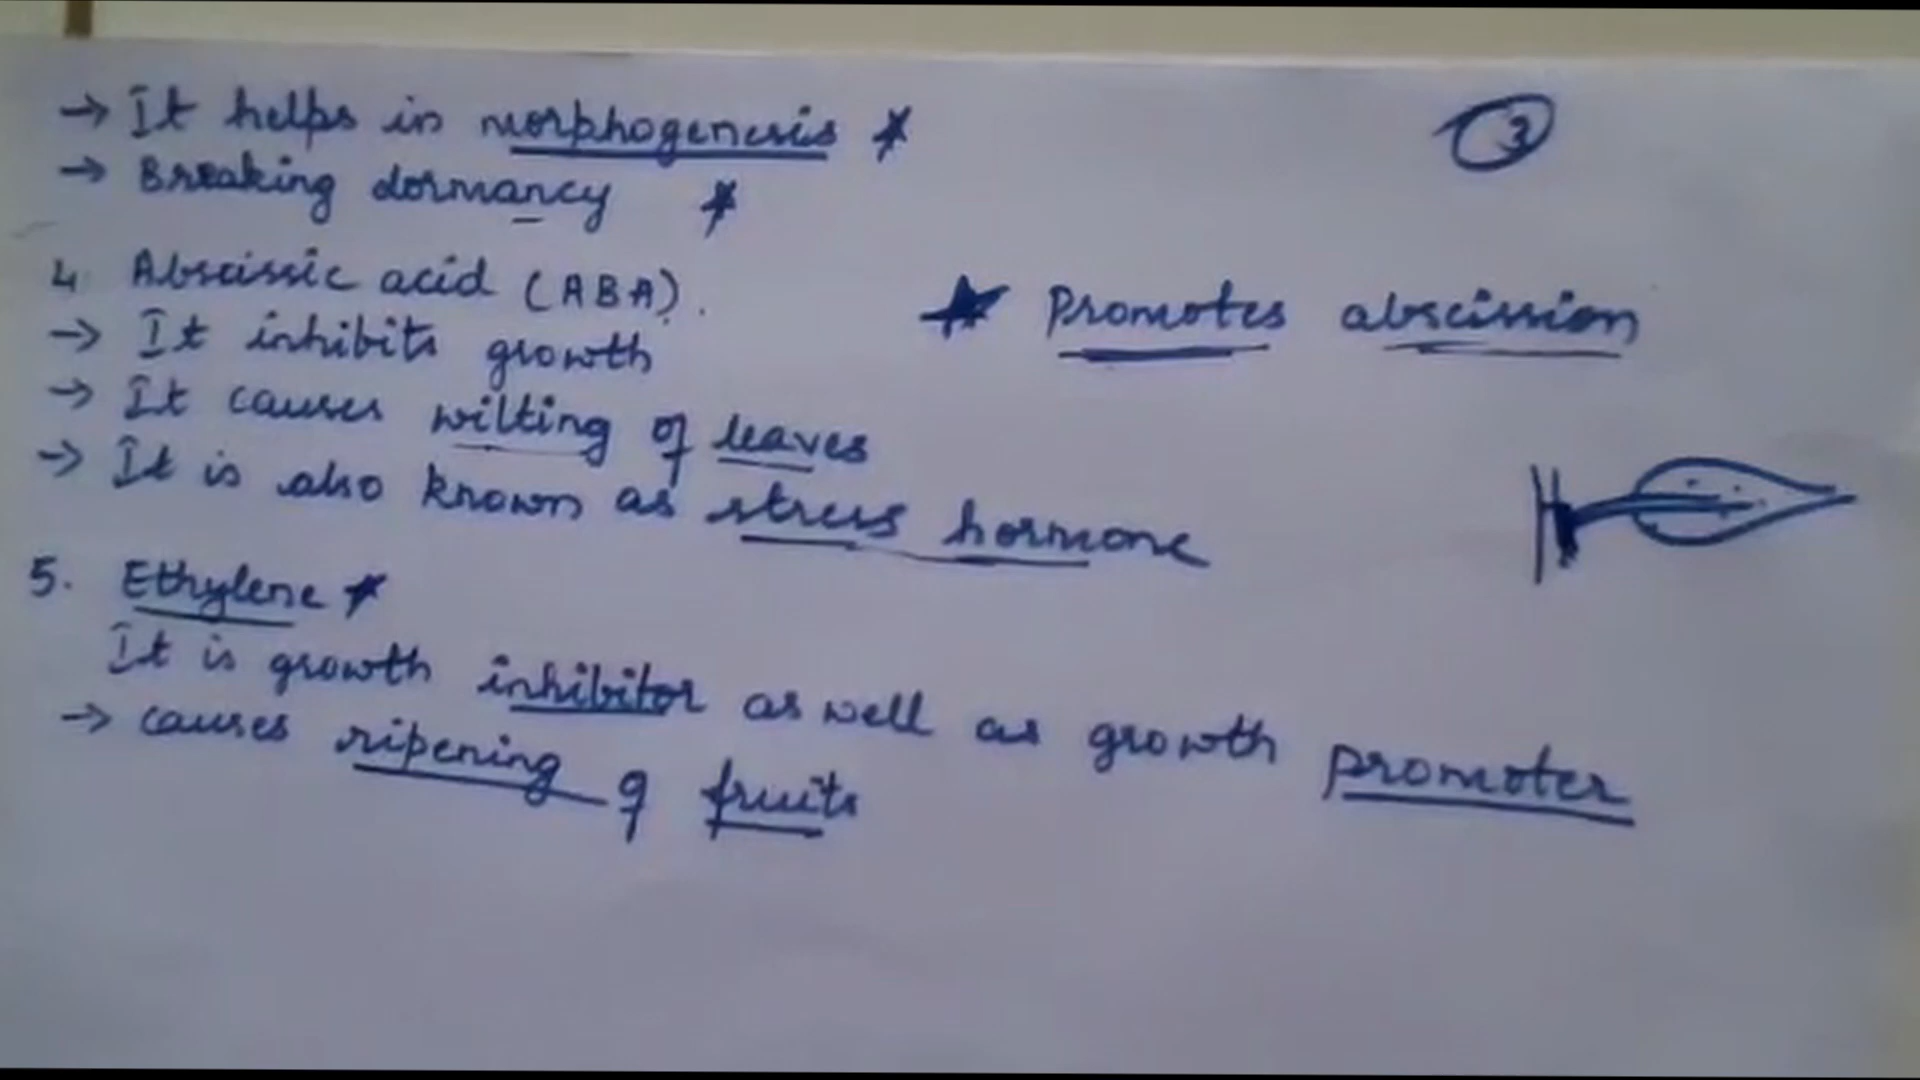 → It helps in morphogenesis *
3
→ Breaking dormancy *
4. Abscissic acid (ABA).
* Promotes abscission
→ It inhibits growth
→ It causes wilting of leaves
→ It is also known as stress hormone
5. Ethylene *
It is growth inhibitor as well as growth promoter
→ causes ripening of fruits